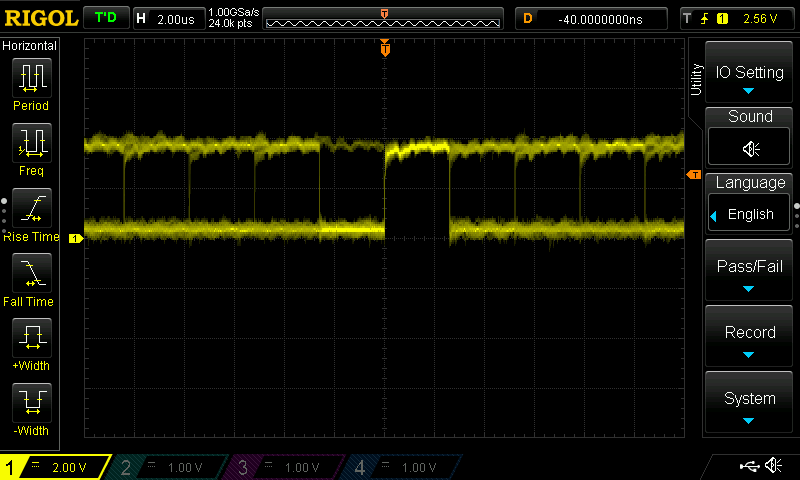 RIGOL T'D H 2.00us 1.00GSa/s
24.0k pts T D -40.0000000ns T 1 2.56 V
Horizontal
Period
Freq
Rise Time
Fall Time
+Width
-Width
T
T
1
Utility
IO Setting
Sound
Language
English
Pass/Fail
Record
System
1 2.00 V 2 1.00 V 3 1.00 V 4 1.00 V